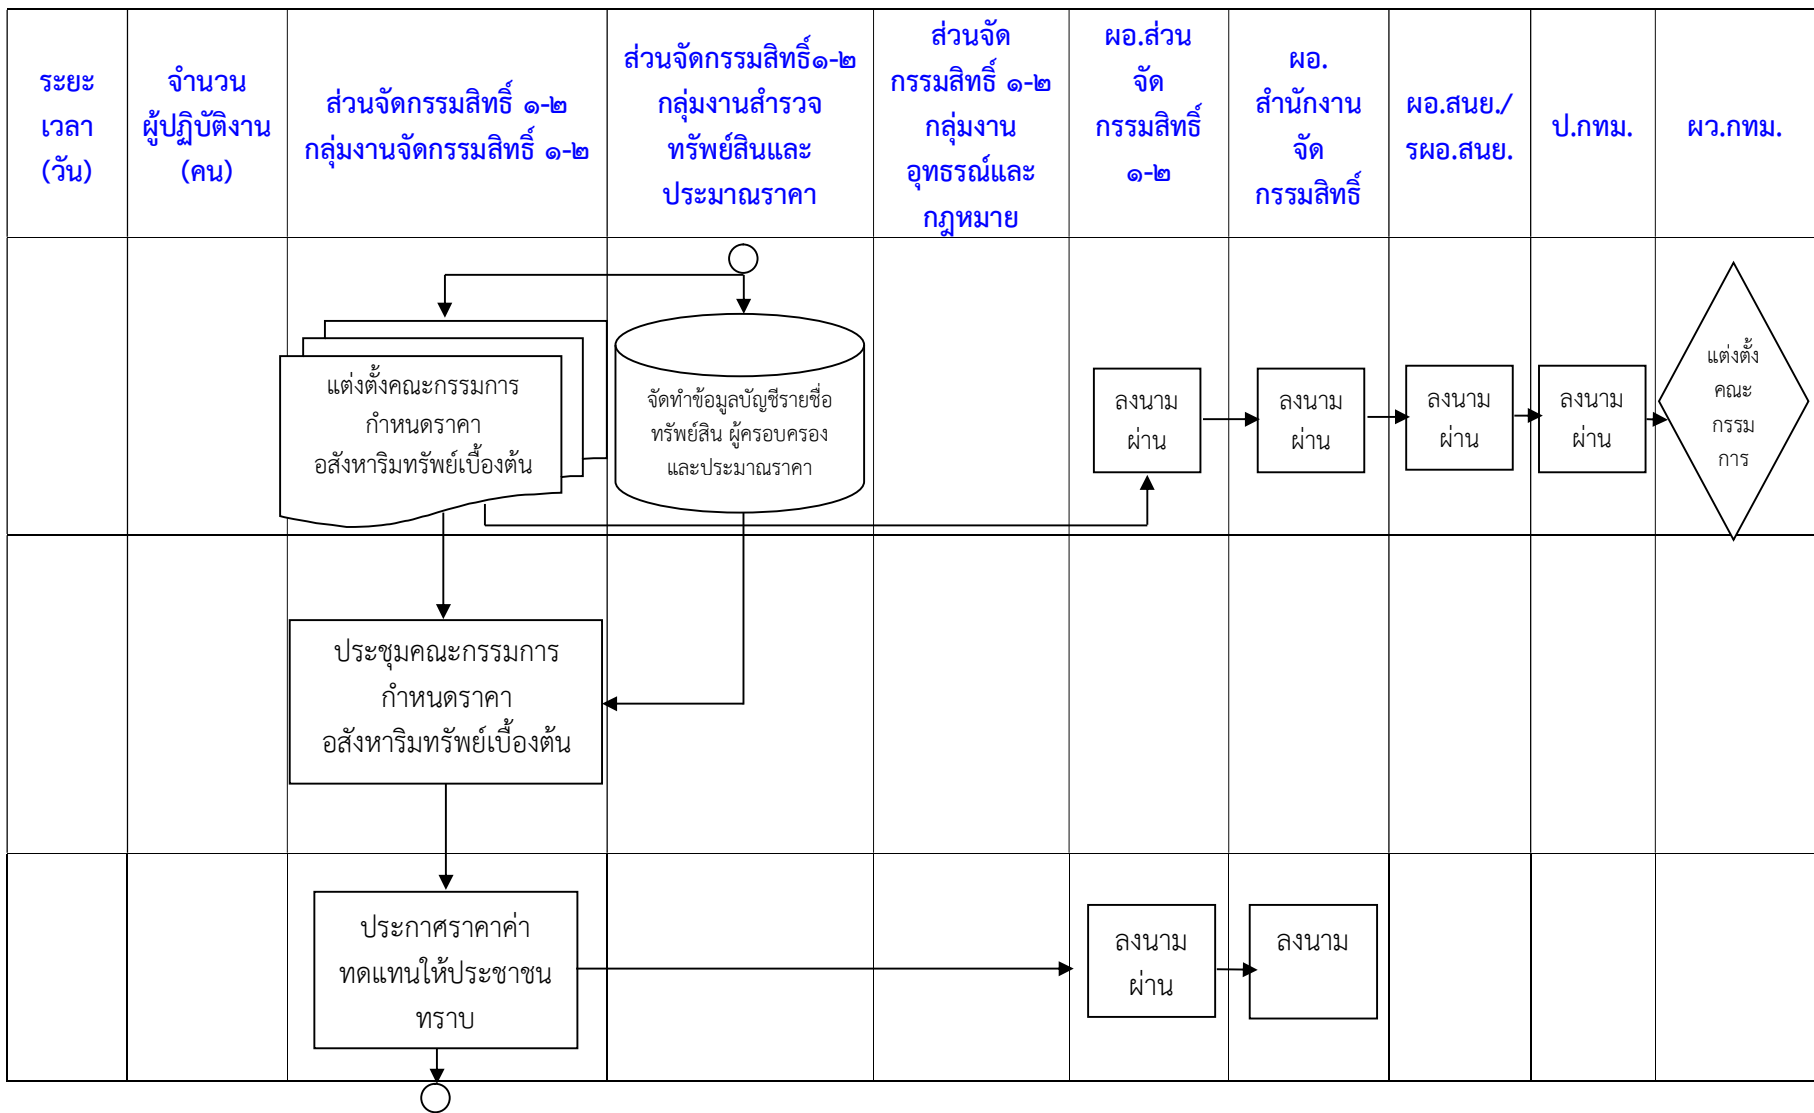 ระยะ
เวลา
(วัน)
จำนวน
ผู้ปฏิบัติงาน
(คน)
ส่วนจัดกรรมสิทธิ์ ๑-๒
กลุ่มงานจัดกรรมสิทธิ์ ๑-๒
ส่วนจัดกรรมสิทธิ์๑-๒
กลุ่มงานสำรวจ
ทรัพย์สินและ
ประมาณราคา
ส่วนจัด
กรรมสิทธิ์ ๑-๒
กลุ่มงาน
อุทธรณ์และ
กฎหมาย
ผอ.ส่วน
จัด
กรรมสิทธิ์
๑-๒
ผอ.
สำนักงาน
จัด
กรรมสิทธิ์
ผอ.สนย./
รผอ.สนย.
ป.กทม.
ผว.กทม.
แต่งตั้งคณะกรรมการ
กำหนดราคา
อสังหาริมทรัพย์เบื้องต้น
จัดทำข้อมูลบัญชีรายชื่อ
ทรัพย์สิน ผู้ครอบครอง
และประมาณราคา
ลงนาม
ผ่าน
ลงนาม
ผ่าน
ลงนาม
ผ่าน
ลงนาม
ผ่าน
แต่งตั้ง
คณะ
กรรม
การ
ประชุมคณะกรรมการ
กำหนดราคา
อสังหาริมทรัพย์เบื้องต้น
ประกาศราคาค่า
ทดแทนให้ประชาชน
ทราบ
ลงนาม
ผ่าน
ลงนาม